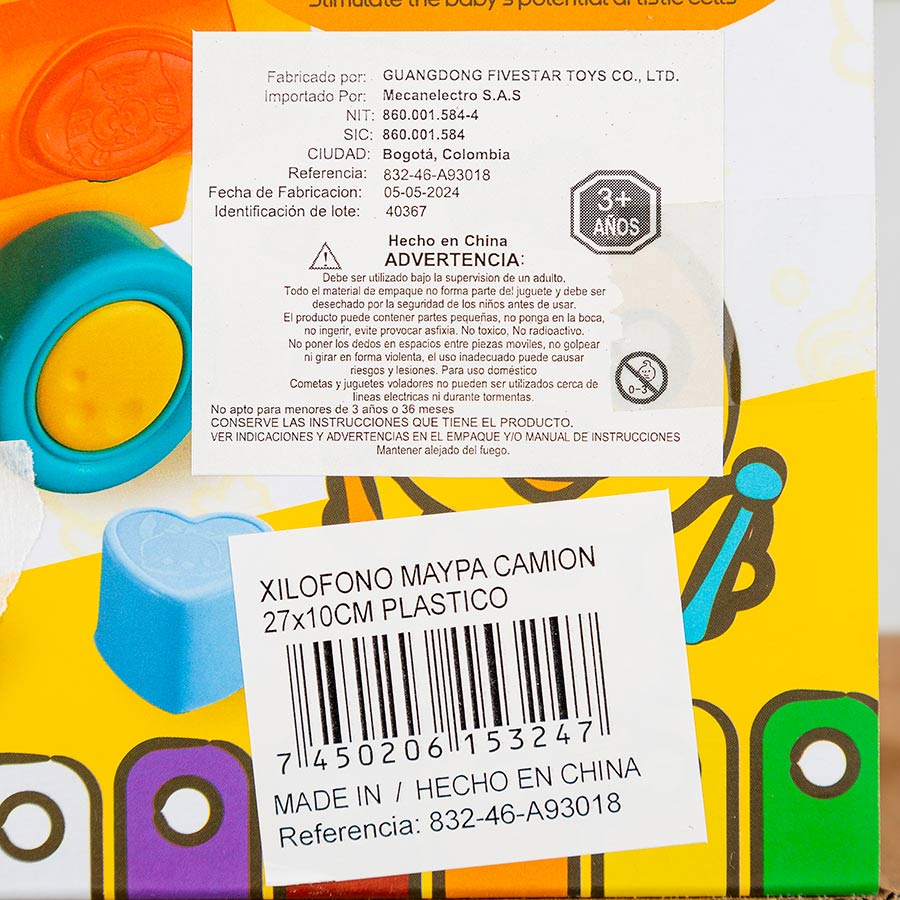 Stimulate the baby's potential artistic cells
Fabricado por: GUANGDONG FIVESTAR TOYS CO., LTD.
Importado Por: Mecanelectro S.A.S
NIT: 860.001.584-4
SIC: 860.001.584
CIUDAD: Bogotá, Colombia
Referencia: 832-46-A93018
Fecha de Fabricacion: 05-05-2024
Identificación de lote: 40367
3+
AÑOS
Hecho en China
ADVERTENCIA:
Debe ser utilizado bajo la supervision de un adulto.
Todo el material de empaque no forma parte del juguete y debe ser
desechado por la seguridad de los niños antes de usar.
El producto puede contener partes pequeñas, no ponga en la boca,
no ingerir, evite provocar asfixia. No toxico, No radioactivo.
No poner los dedos en espacios entre piezas moviles, no golpear
ni girar en forma violenta, el uso inadecuado puede causar
riesgos y lesiones. Para uso doméstico
Cometas y juguetes voladores no pueden ser utilizados cerca de
lineas electricas ni durante tormentas.
0-3
No apto para menores de 3 años o 36 meses
CONSERVE LAS INSTRUCCIONES QUE TIENE EL PRODUCTO.
VER INDICACIONES Y ADVERTENCIAS EN EL EMPAQUE Y/O MANUAL DE INSTRUCCIONES
Mantener alejado del fuego.
XILOFONO MAYPA CAMION
27x10CM PLASTICO
7 450206 153247
MADE IN / HECHO EN CHINA
Referencia: 832-46-A93018